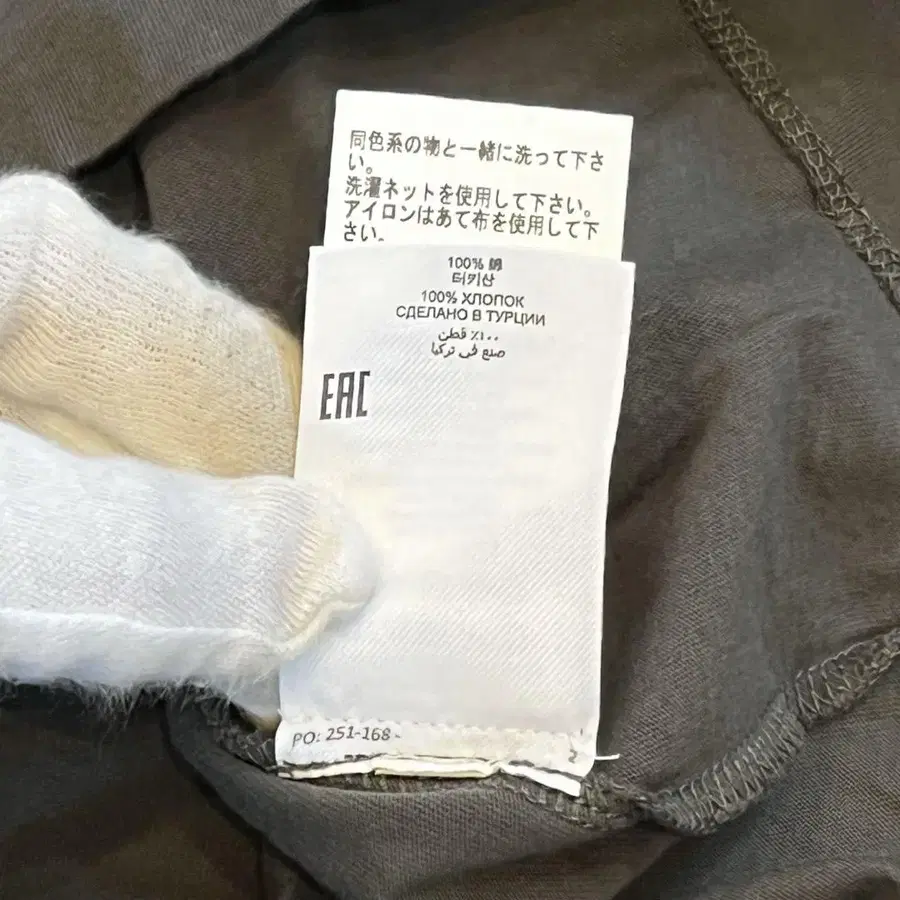 同色系の物と一緒に洗って下さ
い。
洗濯ネットを使用して下さい。
アイロンはあて布を使用して下
さい。
100% 綿
터키산
100% ХЛОПОК
СДЕЛАНО В ТУРЦИИ
١٠٠٪ قطن
صنع في تركيا
EAC
PO: 251-168-